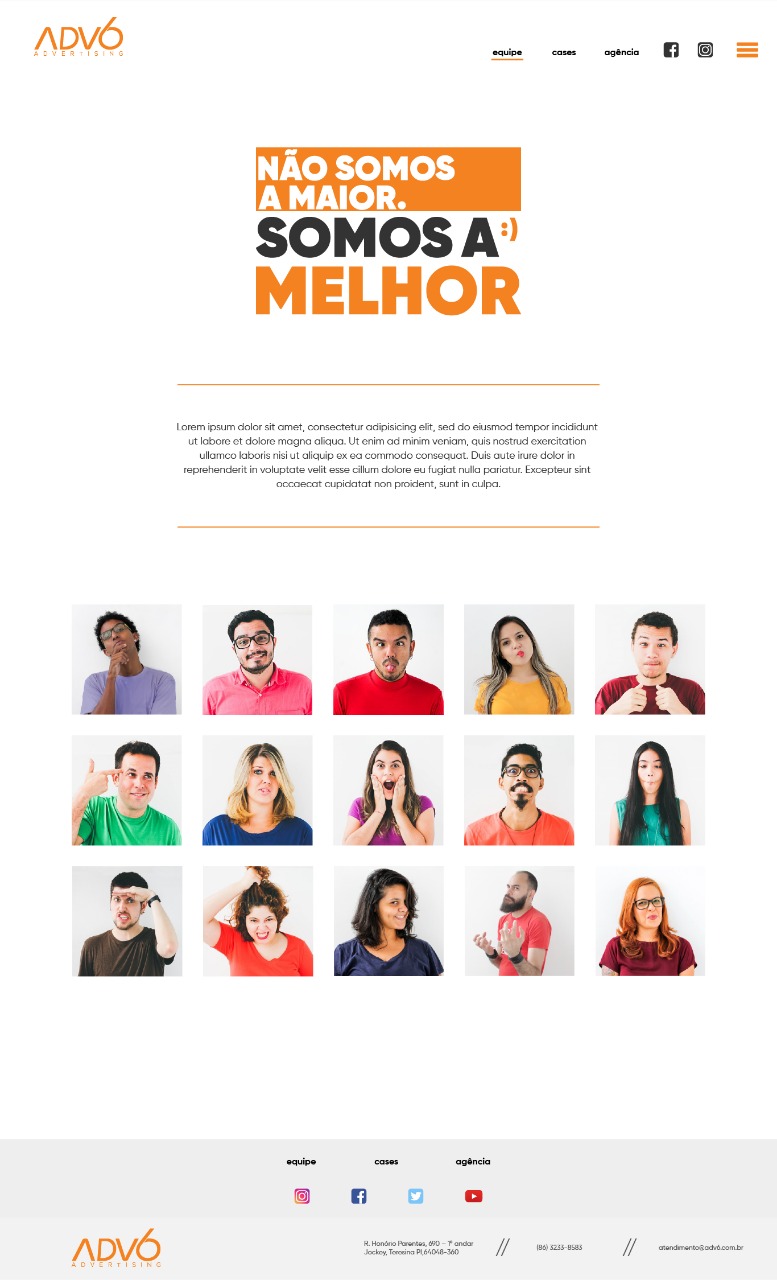 ADV6
ADVERTISING
equipe cases agência
NÃO SOMOS
A MAIOR.
SOMOS A :)
MELHOR
Lorem ipsum dolor sit amet, consectetur adipisicing elit, sed do eiusmod tempor incididunt
ut labore et dolore magna aliqua. Ut enim ad minim veniam, quis nostrud exercitation
ullamco laboris nisi ut aliquip ex ea commodo consequat. Duis aute irure dolor in
reprehenderit in voluptate velit esse cillum dolore eu fugiat nulla pariatur. Excepteur sint
occaecat cupidatat non proident, sunt in culpa.
equipe cases agência
ADV6
ADVERTISING
R. Honório Parentes, 690 – 1º andar
Jockey, Teresina PI,64048-360
(86) 3233-8583
atendimento@adv6.com.br